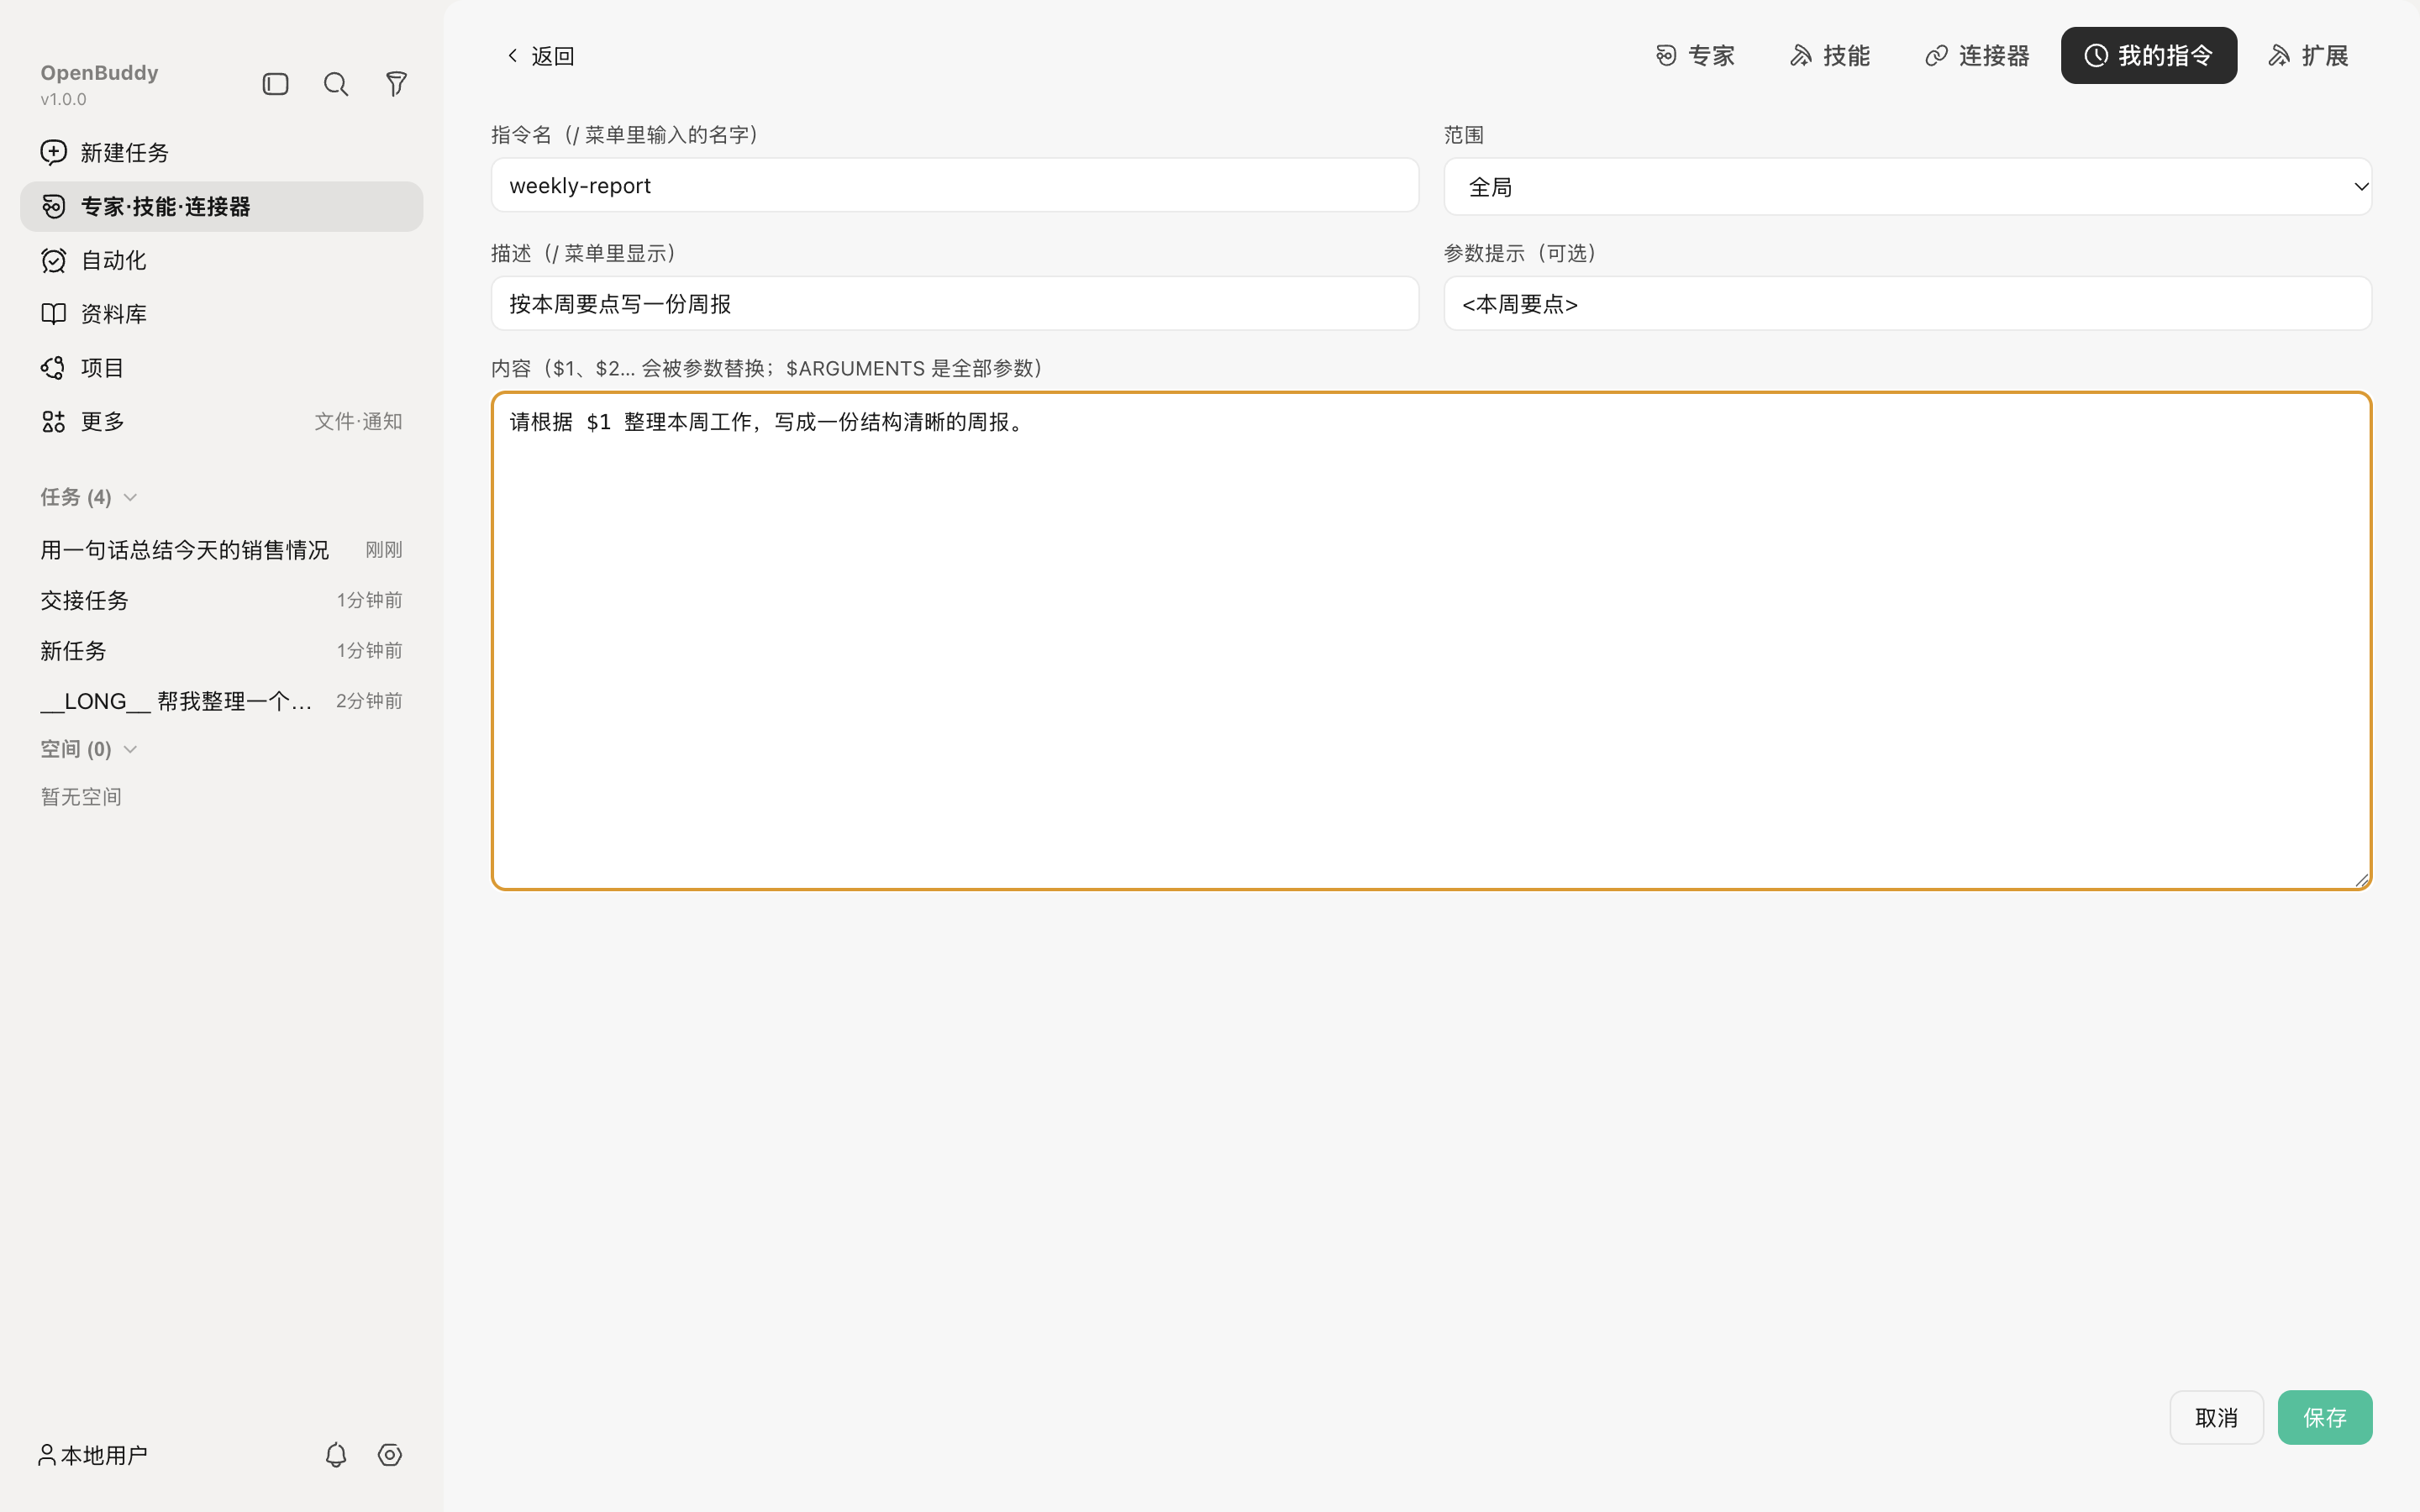 OpenBuddy
v1.0.0
新建任务
专家·技能·连接器
自动化
资料库
项目
更多 文件·通知
任务 (4)
用一句话总结今天的销售情况 刚刚
交接任务 1分钟前
新任务 1分钟前
__LONG__ 帮我整理一个… 2分钟前
空间 (0)
暂无空间
本地用户
返回
专家 技能 连接器 我的指令 扩展
指令名（/ 菜单里输入的名字）
weekly-report
范围
全局
描述（/ 菜单里显示）
按本周要点写一份周报
参数提示（可选）
<本周要点>
内容（$1、$2… 会被参数替换；$ARGUMENTS 是全部参数）
请根据 $1 整理本周工作，写成一份结构清晰的周报。
取消 保存